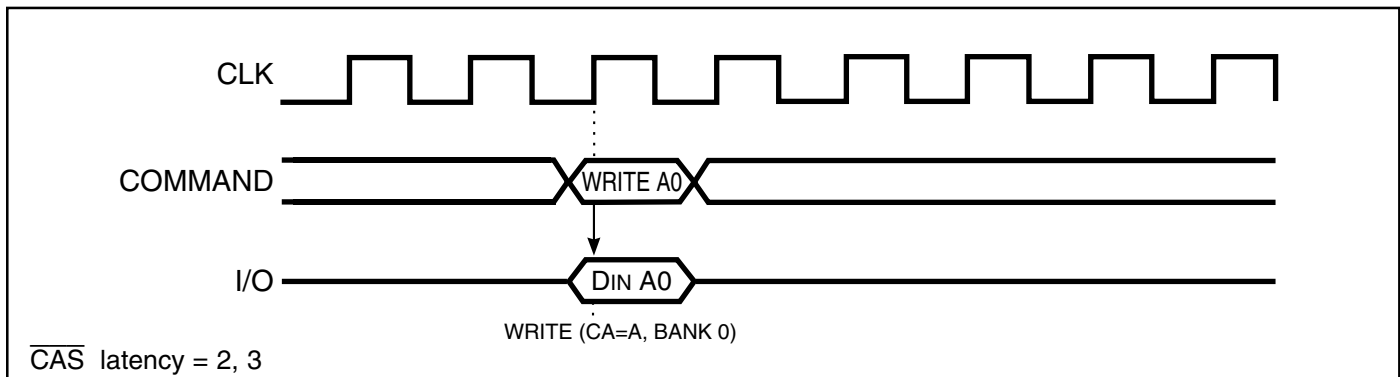 CLK
COMMAND
WRITE A0
I/O
DIN A0
WRITE (CA=A, BANK 0)
CAS latency = 2, 3